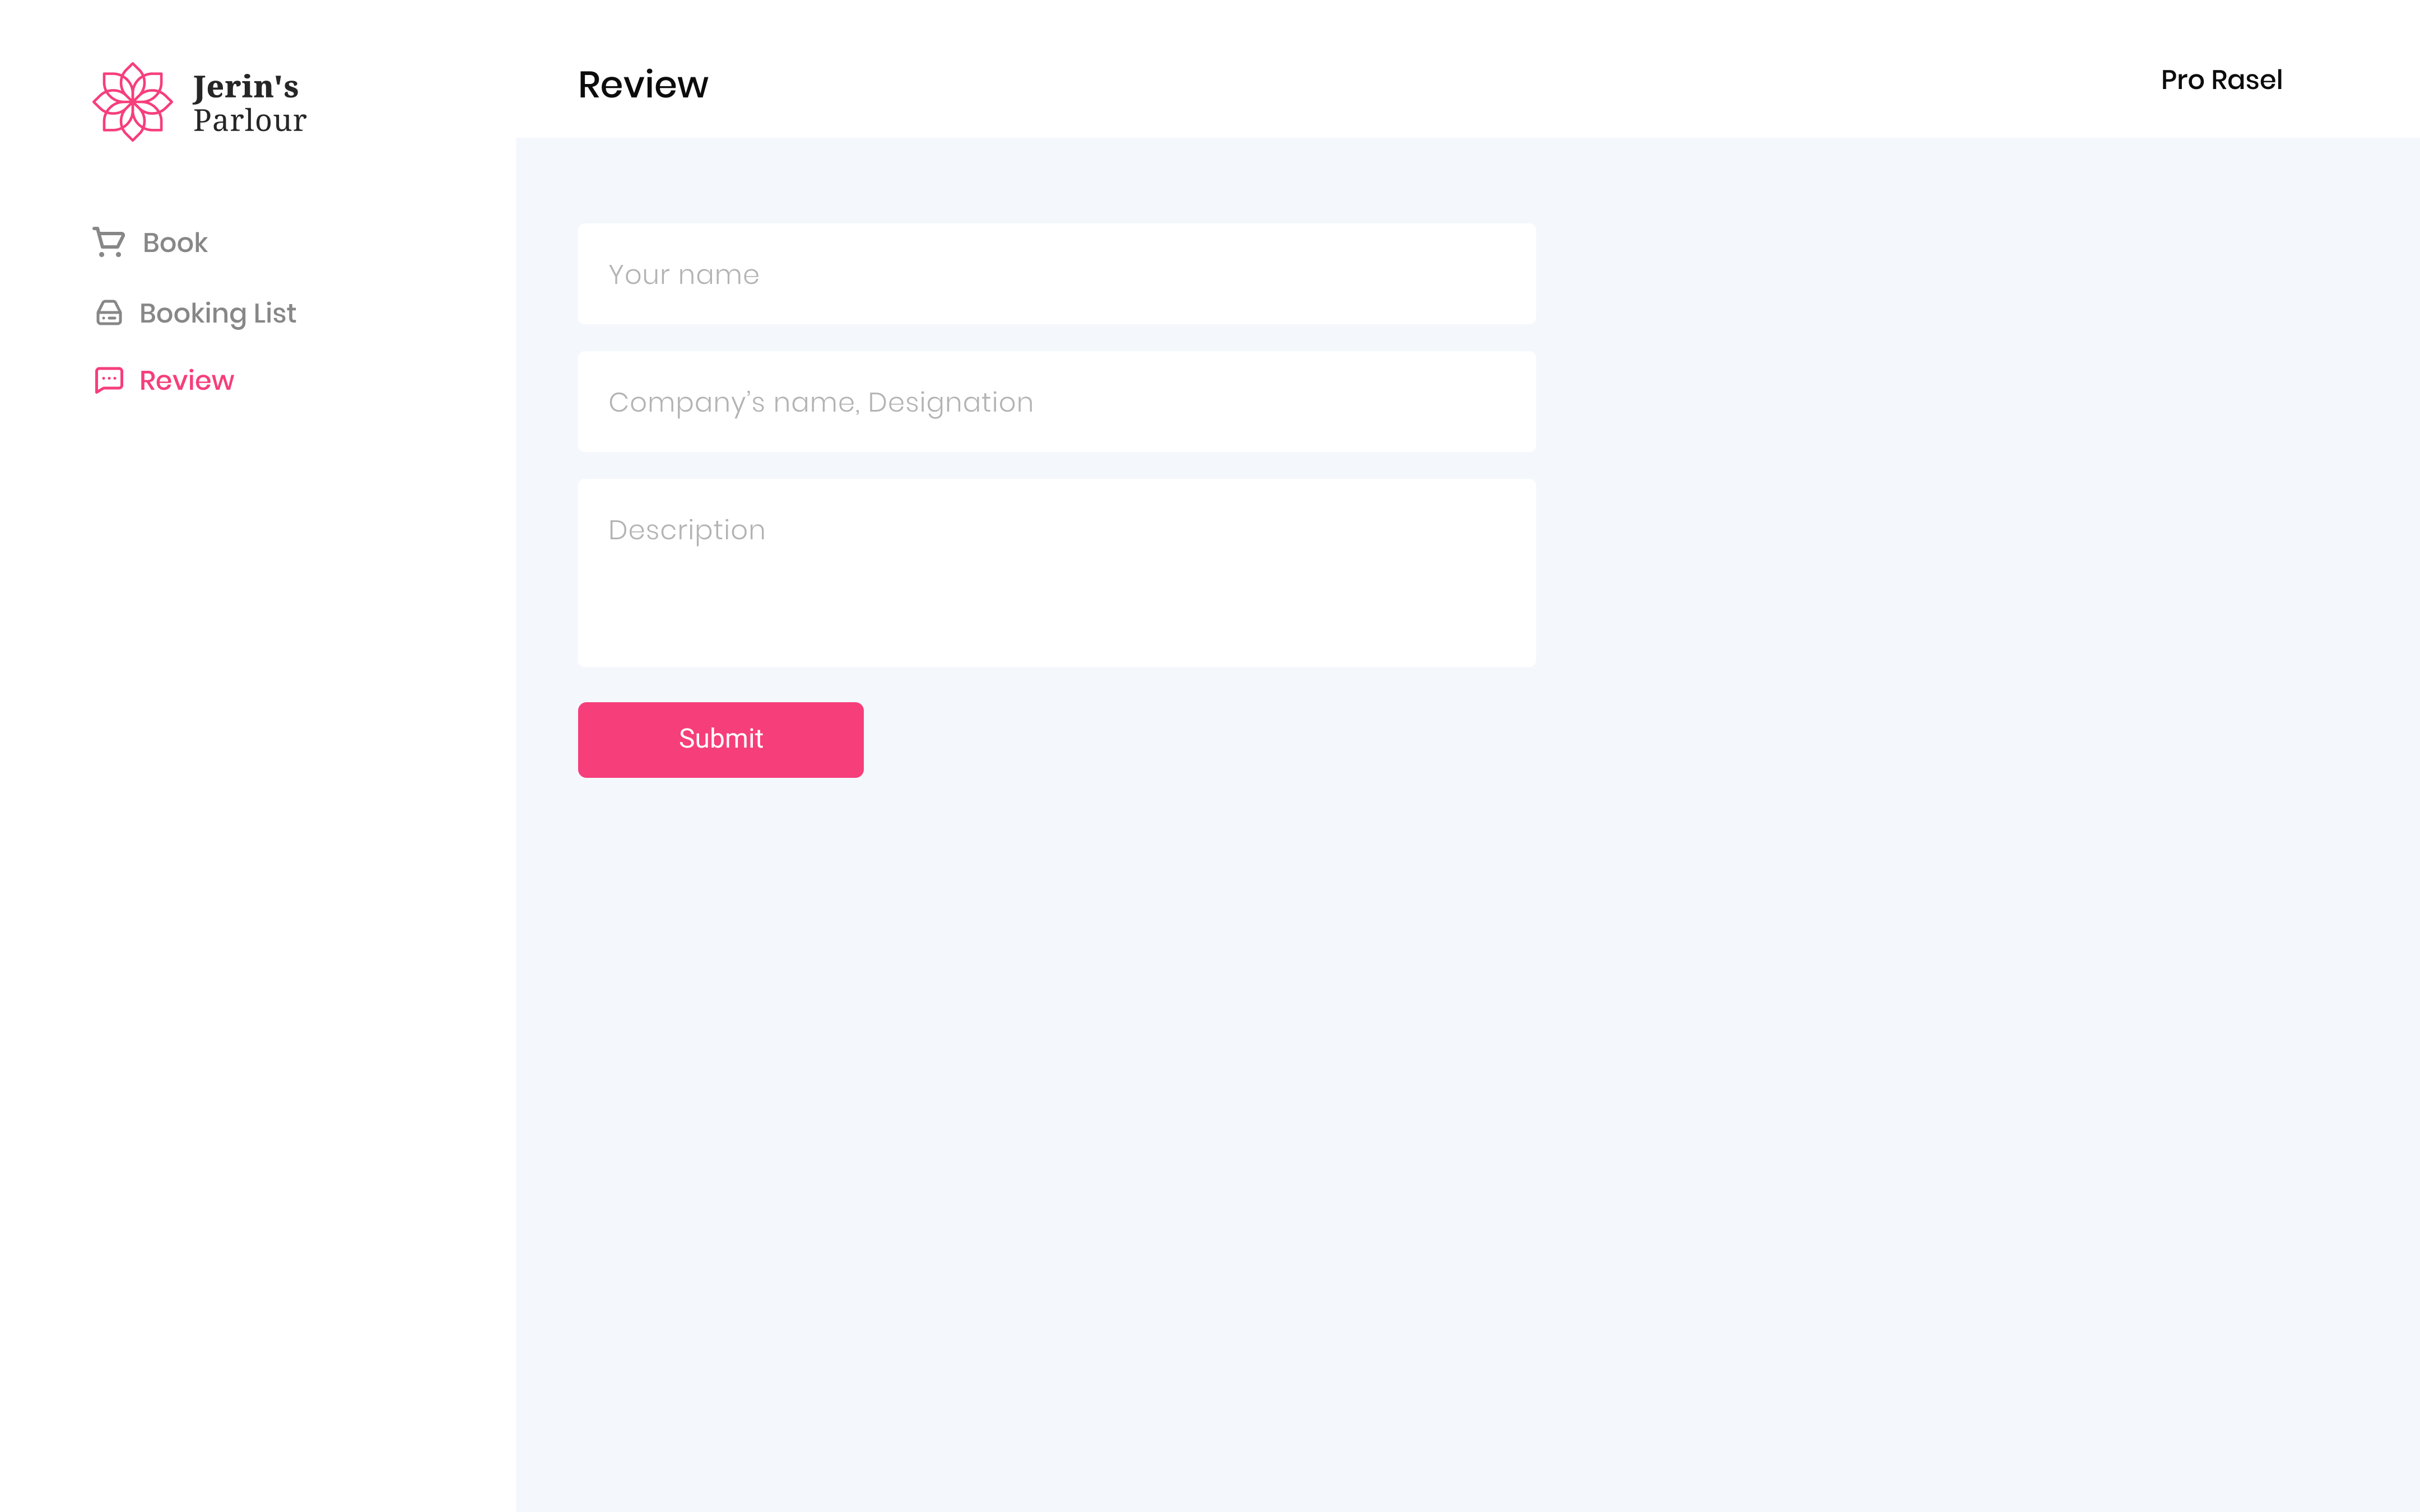 Jerin's
Parlour
Book
Booking List
Review
Review
Pro Rasel
Your name
Company’s name, Designation
Description
Submit